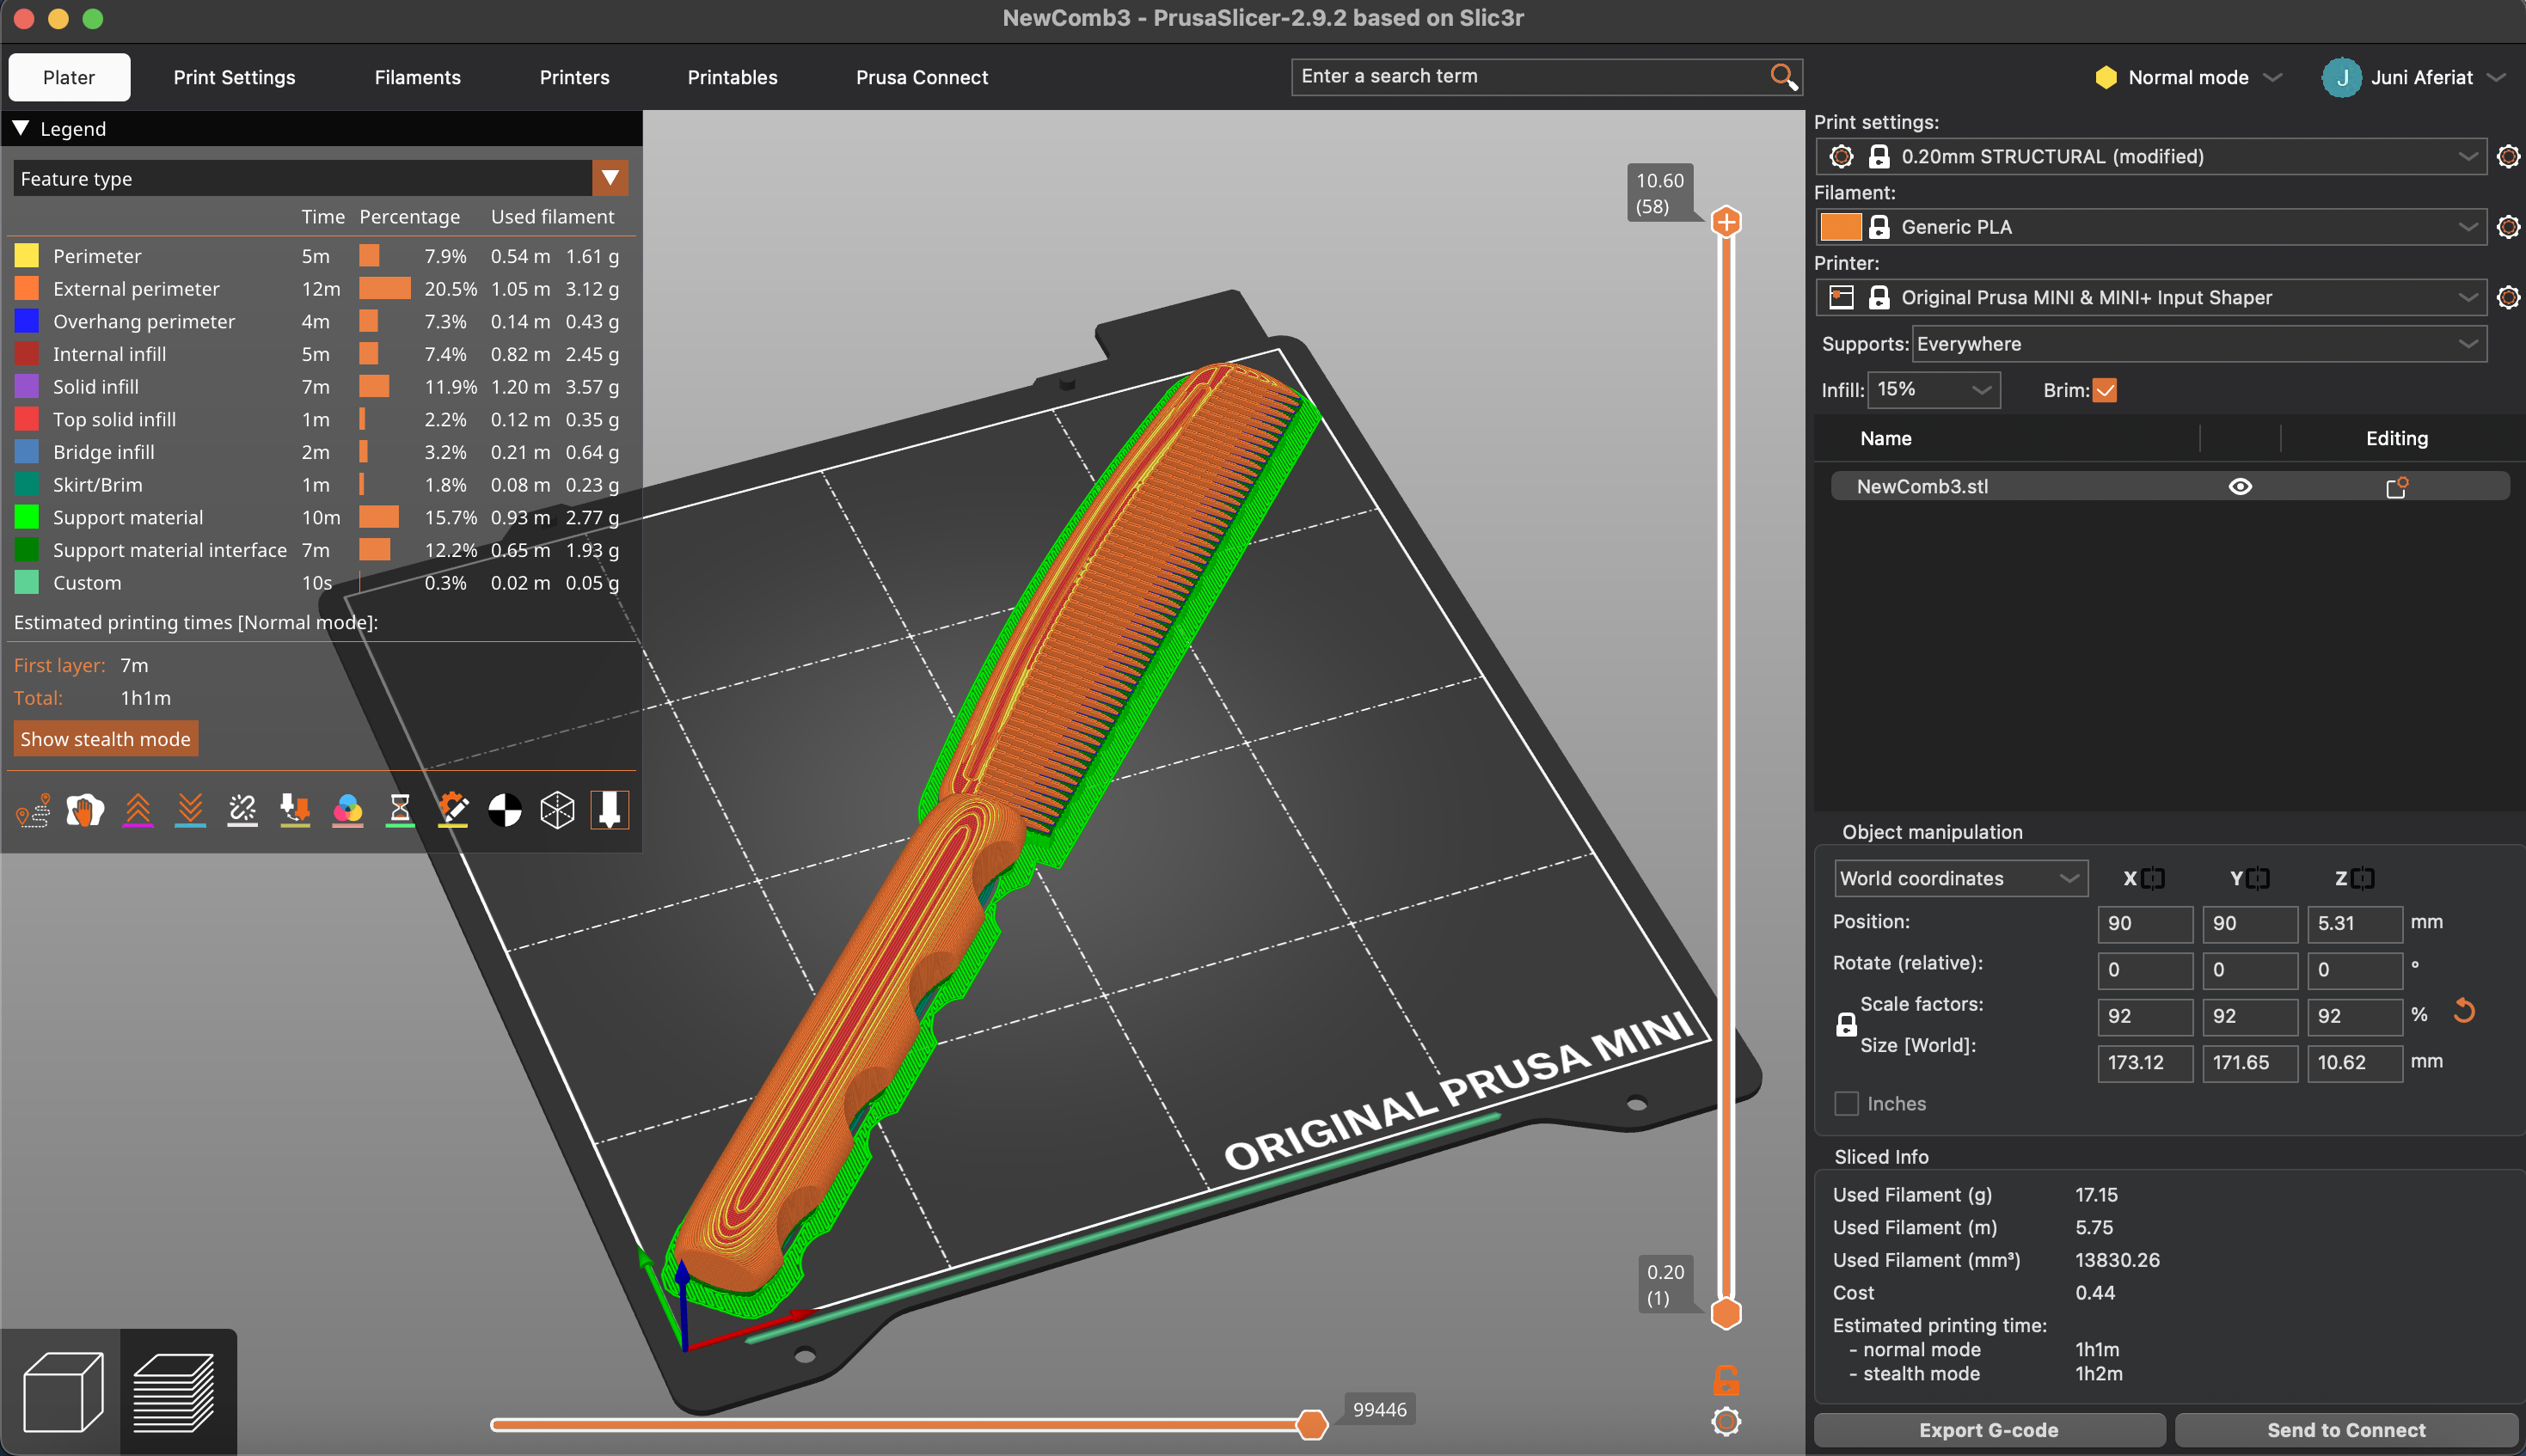 NewComb3 - PrusaSlicer-2.9.2 based on Slic3r
Plater Print Settings Filaments Printers Printables Prusa Connect Enter a search term Normal mode J Juni Aferiat
Legend
Feature type
Time Percentage Used filament
Perimeter 5m 7.9% 0.54 m 1.61 g
External perimeter 12m 20.5% 1.05 m 3.12 g
Overhang perimeter 4m 7.3% 0.14 m 0.43 g
Internal infill 5m 7.4% 0.82 m 2.45 g
Solid infill 7m 11.9% 1.20 m 3.57 g
Top solid infill 1m 2.2% 0.12 m 0.35 g
Bridge infill 2m 3.2% 0.21 m 0.64 g
Skirt/Brim 1m 1.8% 0.08 m 0.23 g
Support material 10m 15.7% 0.93 m 2.77 g
Support material interface 7m 12.2% 0.65 m 1.93 g
Custom 10s 0.3% 0.02 m 0.05 g
Estimated printing times [Normal mode]:
First layer: 7m
Total: 1h1m
Show stealth mode
10.60
(58)
ORIGINAL PRUSA MINI
0.20
(1)
99446
Print settings:
0.20mm STRUCTURAL (modified)
Filament:
Generic PLA
Printer:
Original Prusa MINI & MINI+ Input Shaper
Supports: Everywhere
Infill: 15% Brim:
Name Editing
NewComb3.stl
Object manipulation
World coordinates X Y Z
Position: 90 90 5.31 mm
Rotate (relative): 0 0 0 °
Scale factors: 92 92 92 %
Size [World]: 173.12 171.65 10.62 mm
Inches
Sliced Info
Used Filament (g) 17.15
Used Filament (m) 5.75
Used Filament (mm³) 13830.26
Cost 0.44
Estimated printing time:
- normal mode 1h1m
- stealth mode 1h2m
Export G-code Send to Connect